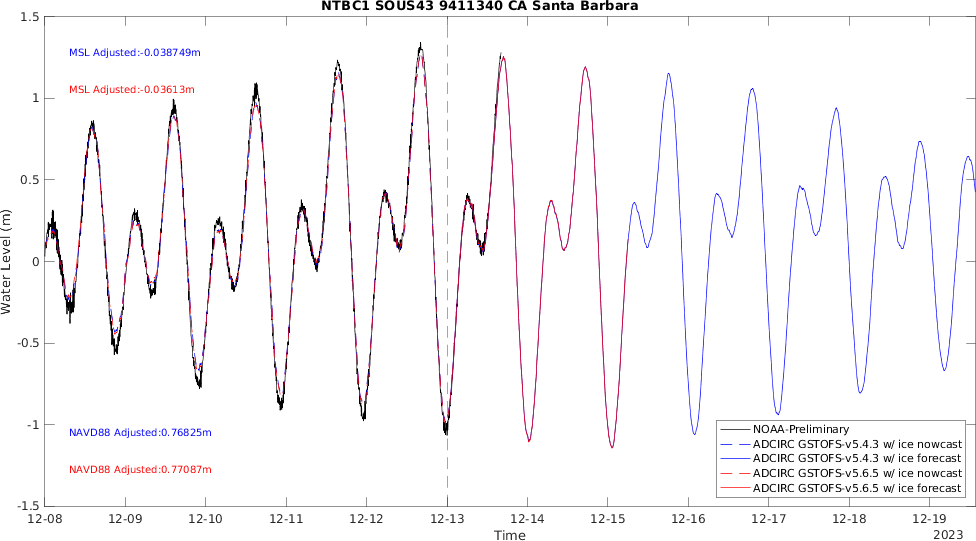 NTBC1 SOUS43 9411340 CA Santa Barbara
1.5
1
0.5
0
-0.5
-1
-1.5
Water Level (m)
MSL Adjusted:-0.038749m
MSL Adjusted:-0.03613m
NAVD88 Adjusted:0.76825m
NAVD88 Adjusted:0.77087m
NOAA-Preliminary
ADCIRC GSTOFS-v5.4.3 w/ ice nowcast
ADCIRC GSTOFS-v5.4.3 w/ ice forecast
ADCIRC GSTOFS-v5.6.5 w/ ice nowcast
ADCIRC GSTOFS-v5.6.5 w/ ice forecast
12-08 12-09 12-10 12-11 12-12 12-13 12-14 12-15 12-16 12-17 12-18 12-19
Time
2023